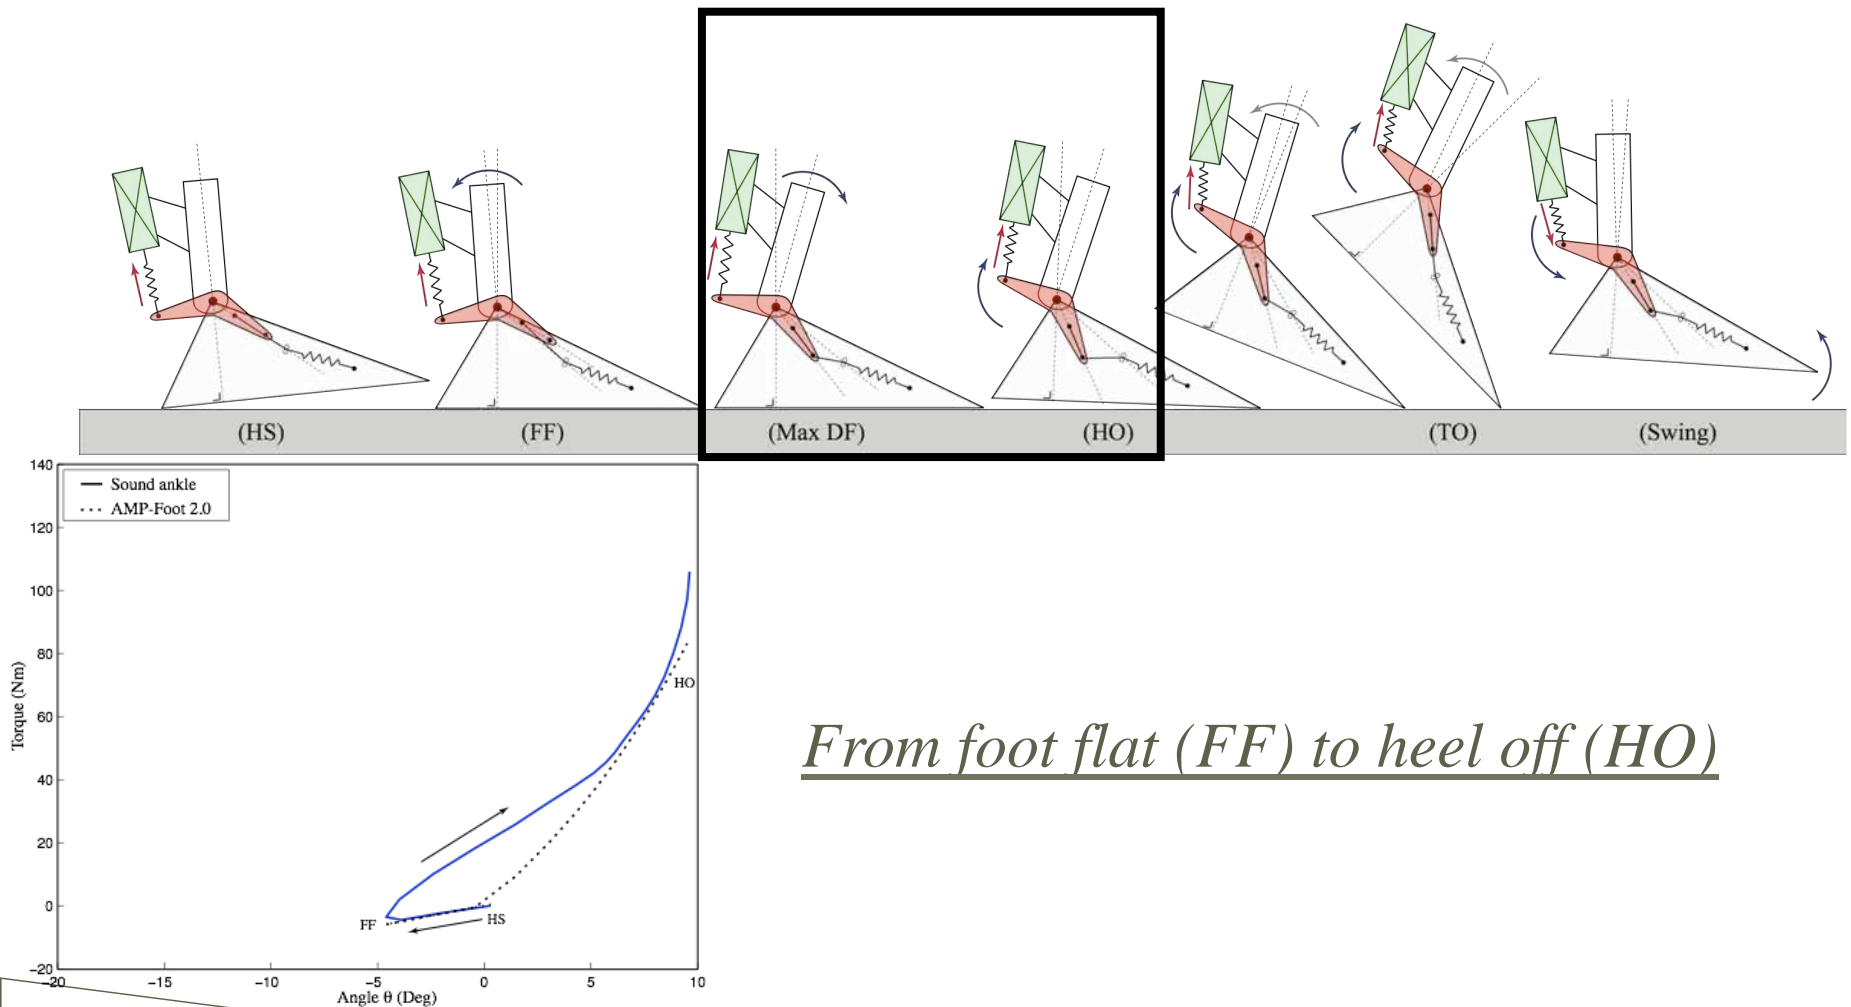 (HS) (FF) (Max DF) (HO) (TO) (Swing)
140
Sound ankle
AMP-Foot 2.0
120
100
80
HO
60
40
20
0
FF
HS
−20
Torque (Nm)
−20 −15 −10 −5 0 5 10
Angle θ (Deg)
From foot flat (FF) to heel off (HO)